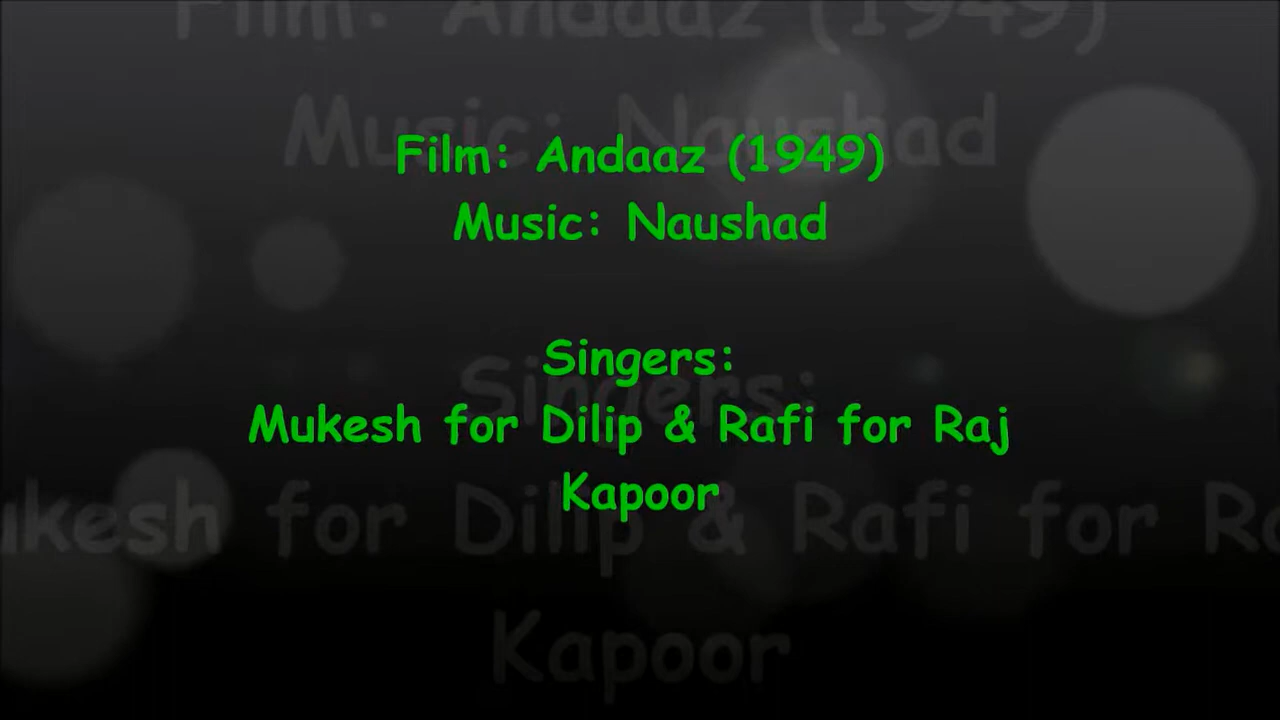 Film: Andaaz (1949)
Music: Naushad
Singers:
Mukesh for Dilip & Rafi for Raj
Kapoor